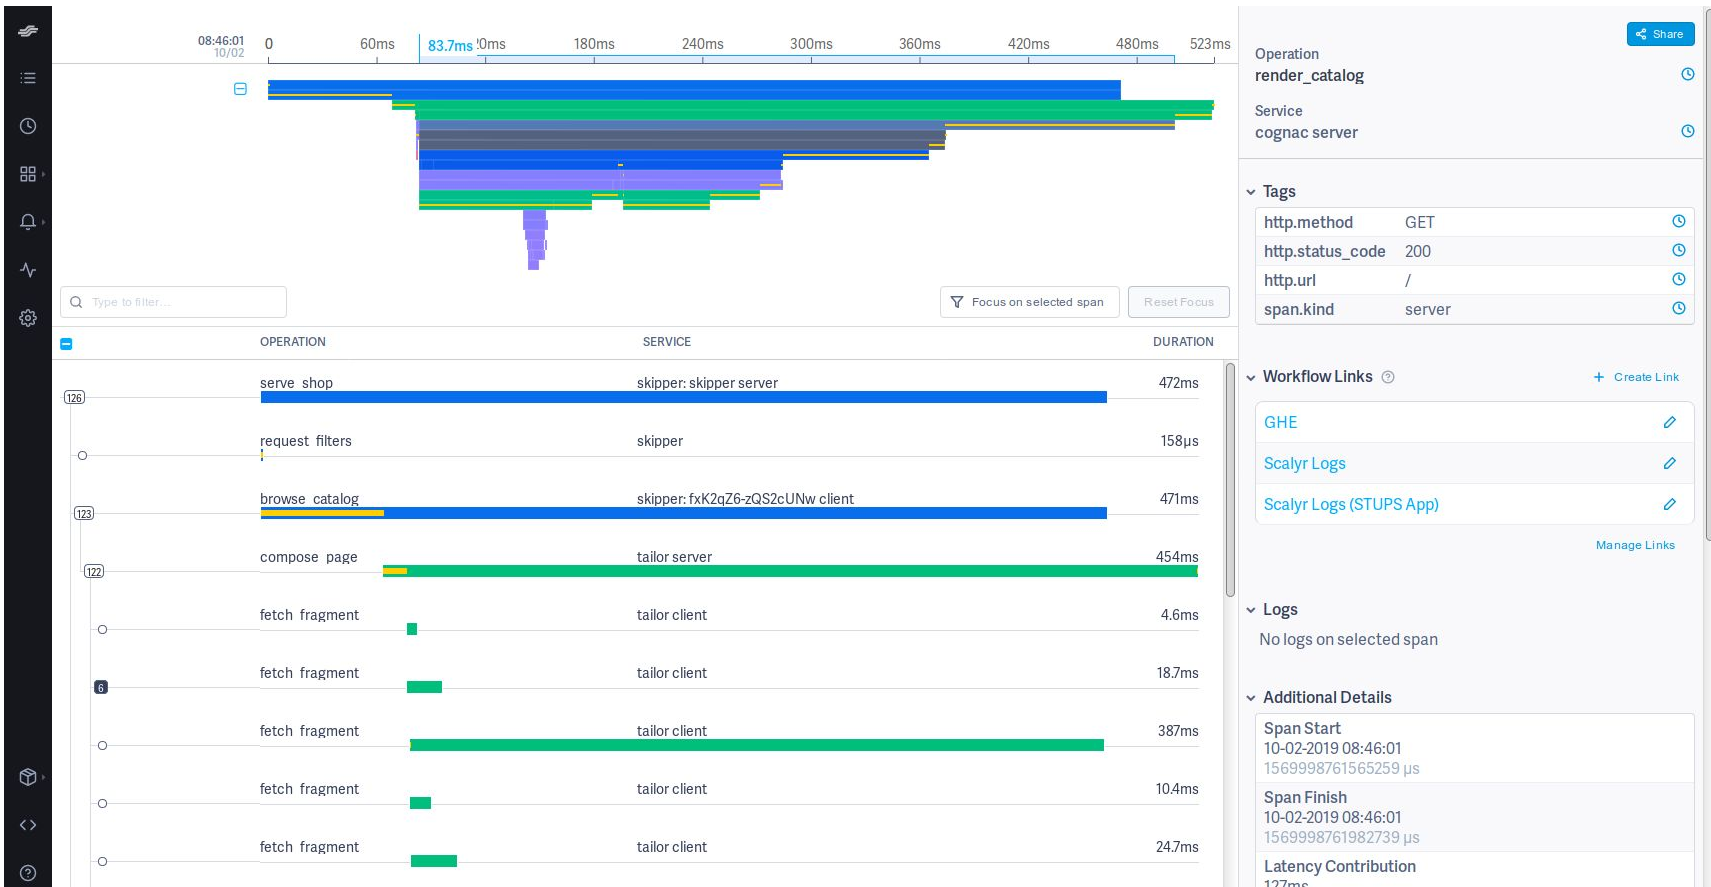 08:46:01
10/02
0
60ms
83.7ms
20ms
180ms
240ms
300ms
360ms
420ms
480ms
523ms
Type to filter...
Focus on selected span
Reset Focus
OPERATION SERVICE DURATION
serve_shop skipper: skipper server 472ms
126
request_filters skipper 158µs
browse_catalog skipper: fxK2qZ6-zQS2cUNw client 471ms
123
compose_page tailor server 454ms
122
fetch_fragment tailor client 4.6ms
fetch_fragment tailor client 18.7ms
6
fetch_fragment tailor client 387ms
fetch_fragment tailor client 10.4ms
fetch_fragment tailor client 24.7ms
Share
Operation
render_catalog
Service
cognac server
Tags
http.method GET
http.status_code 200
http.url /
span.kind server
Workflow Links ?
+ Create Link
GHE
Scalyr Logs
Scalyr Logs (STUPS App)
Manage Links
Logs
No logs on selected span
Additional Details
Span Start
10-02-2019 08:46:01
1569998761565259 µs
Span Finish
10-02-2019 08:46:01
1569998761982739 µs
Latency Contribution
127ms